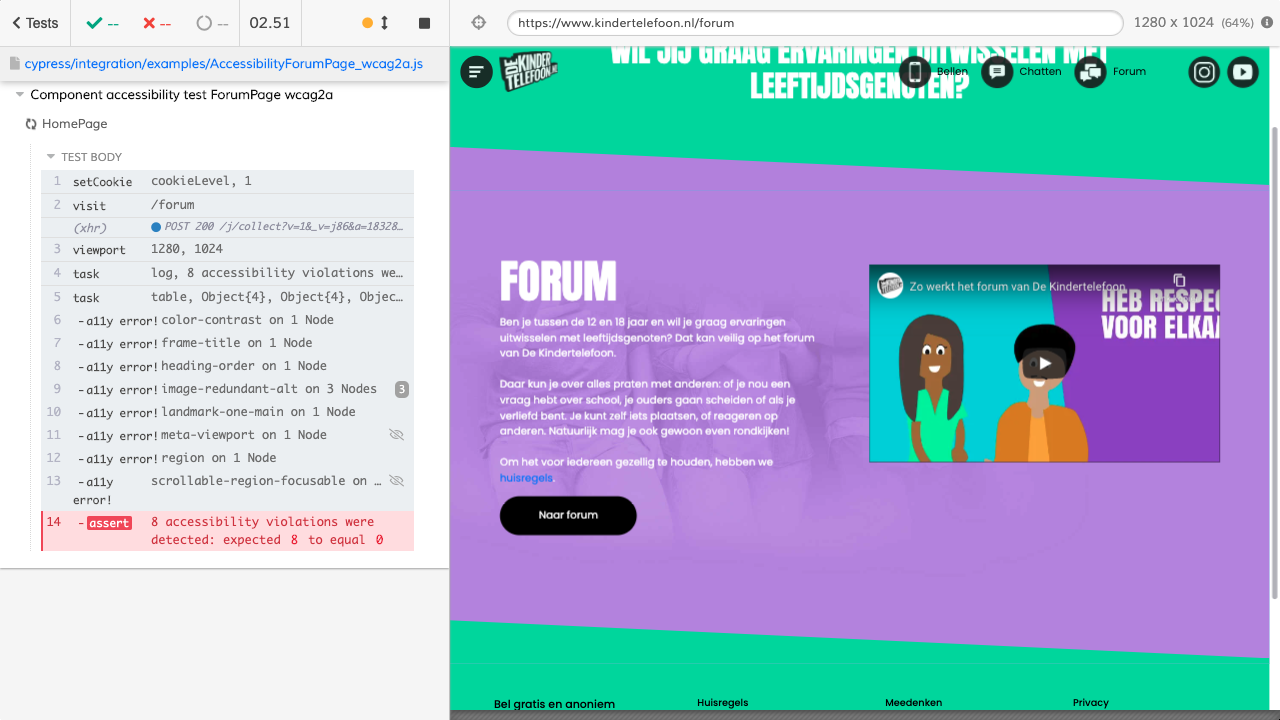 Tests
--
--
--
02.51
https://www.kindertelefoon.nl/forum
1280 x 1024 (64%)
cypress/integration/examples/AccessibilityForumPage_wcag2a.js
Component accessibility test ForumPage wcag2a
HomePage
TEST BODY
1 setCookie cookieLevel, 1
2 visit /forum
(xhr) POST 200 /j/collect?v=1&_v=j86&a=18328…
3 viewport 1280, 1024
4 task log, 8 accessibility violations we…
5 task table, Object{4}, Object{4}, Objec…
6 -a11y error! color-contrast on 1 Node
7 -a11y error! frame-title on 1 Node
8 -a11y error! heading-order on 1 Node
9 -a11y error! image-redundant-alt on 3 Nodes 3
10 -a11y error! landmark-one-main on 1 Node
11 -a11y error! meta-viewport on 1 Node
12 -a11y error! region on 1 Node
13 -a11y error! scrollable-region-focusable on …
14 -assert 8 accessibility violations were
detected: expected 8 to equal 0
WIL JIJ GRAAG ERVARINGEN UITWISSELEN MET
LEEFTIJDSGENOTEN?
DE KINDER
TELEFOON
Bellen
Chatten
Forum
FORUM
Ben je tussen de 12 en 18 jaar en wil je graag ervaringen
uitwisselen met leeftijdsgenoten? Dat kan veilig op het forum
van De Kindertelefoon.
Daar kun je over alles praten met anderen: of je nou een
vraag hebt over school, je ouders gaan scheiden of als je
verliefd bent. Je kunt zelf iets plaatsen, of reageren op
anderen. Natuurlijk mag je ook gewoon even rondkijken!
Om het voor iedereen gezellig te houden, hebben we
huisregels.
Naar forum
Zo werkt het forum van De Kindertelefoon
HEB RESPEC
VOOR ELKA
Bel gratis en anoniem
Huisregels
Meedenken
Privacy